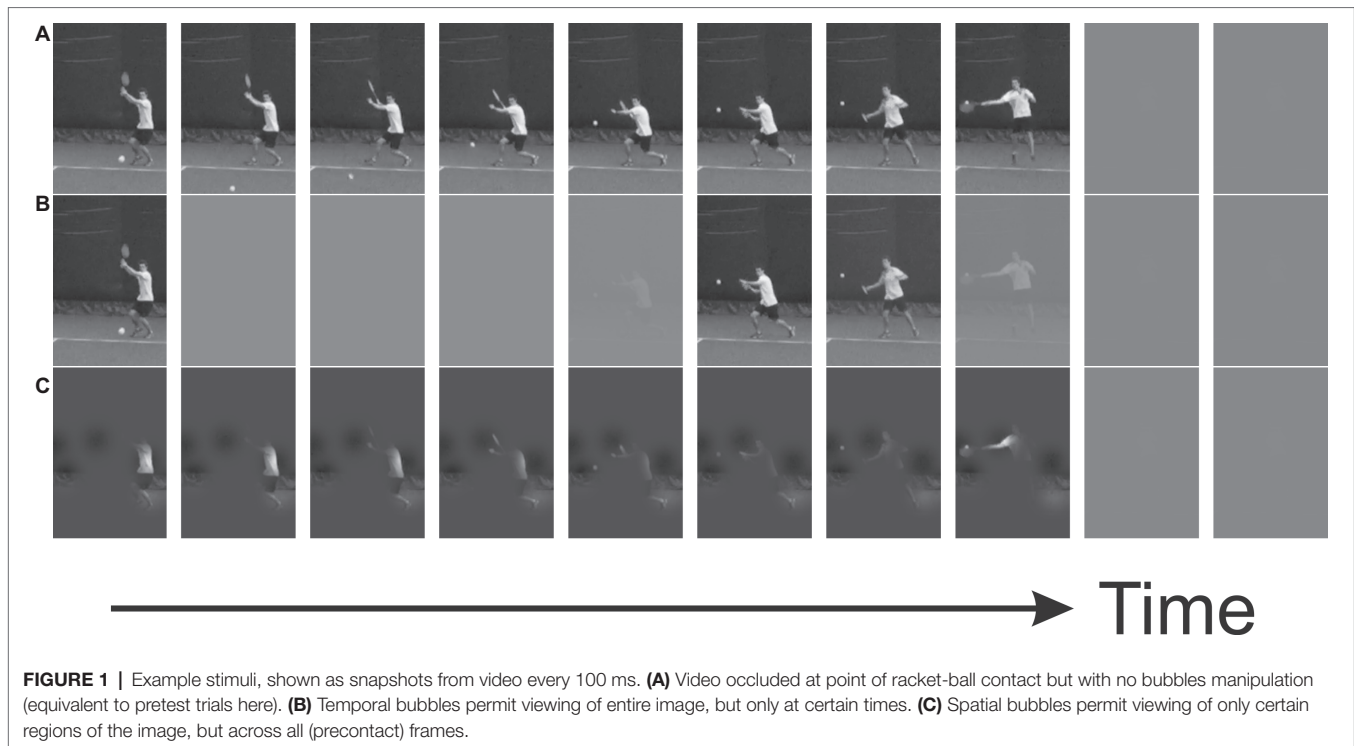 A
B
C
Time
FIGURE 1 | Example stimuli, shown as snapshots from video every 100 ms. (A) Video occluded at point of racket-ball contact but with no bubbles manipulation
(equivalent to pretest trials here). (B) Temporal bubbles permit viewing of entire image, but only at certain times. (C) Spatial bubbles permit viewing of only certain
regions of the image, but across all (precontact) frames.